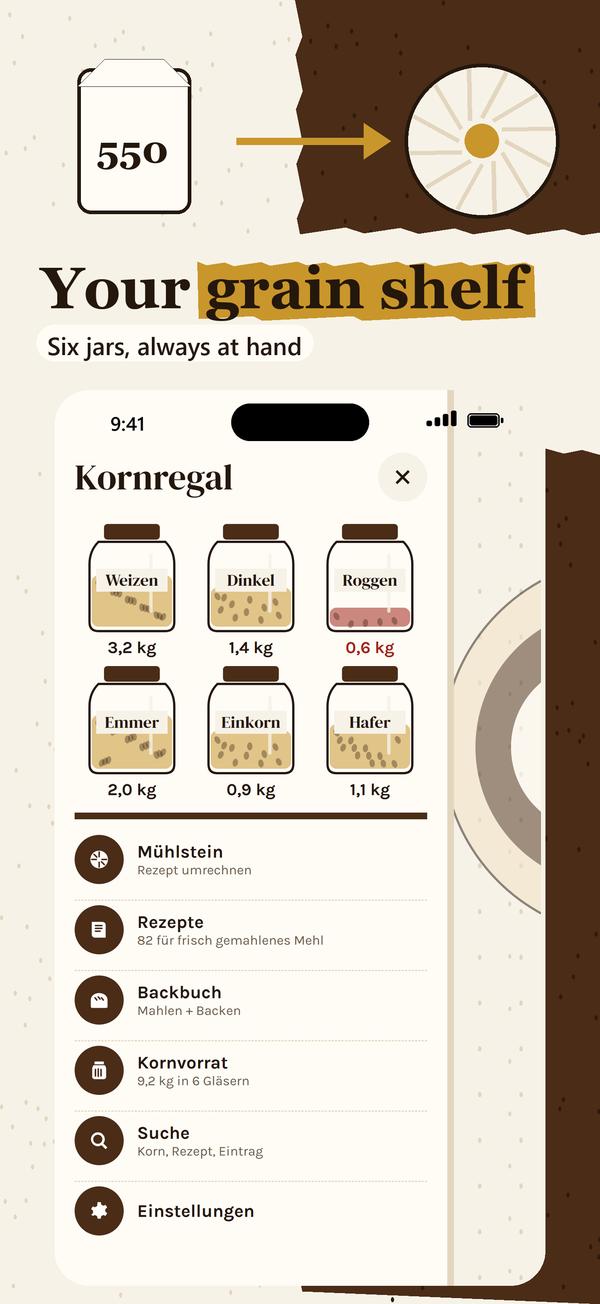 550
Your grain shelf
Six jars, always at hand
9:41
Kornregal
Weizen
Dinkel
Roggen
3,2 kg
1,4 kg
0,6 kg
Emmer
Einkorn
Hafer
2,0 kg
0,9 kg
1,1 kg
Mühlstein
Rezept umrechnen
Rezepte
82 für frisch gemahlenes Mehl
Backbuch
Mahlen + Backen
Kornvorrat
9,2 kg in 6 Gläsern
Suche
Korn, Rezept, Eintrag
Einstellungen